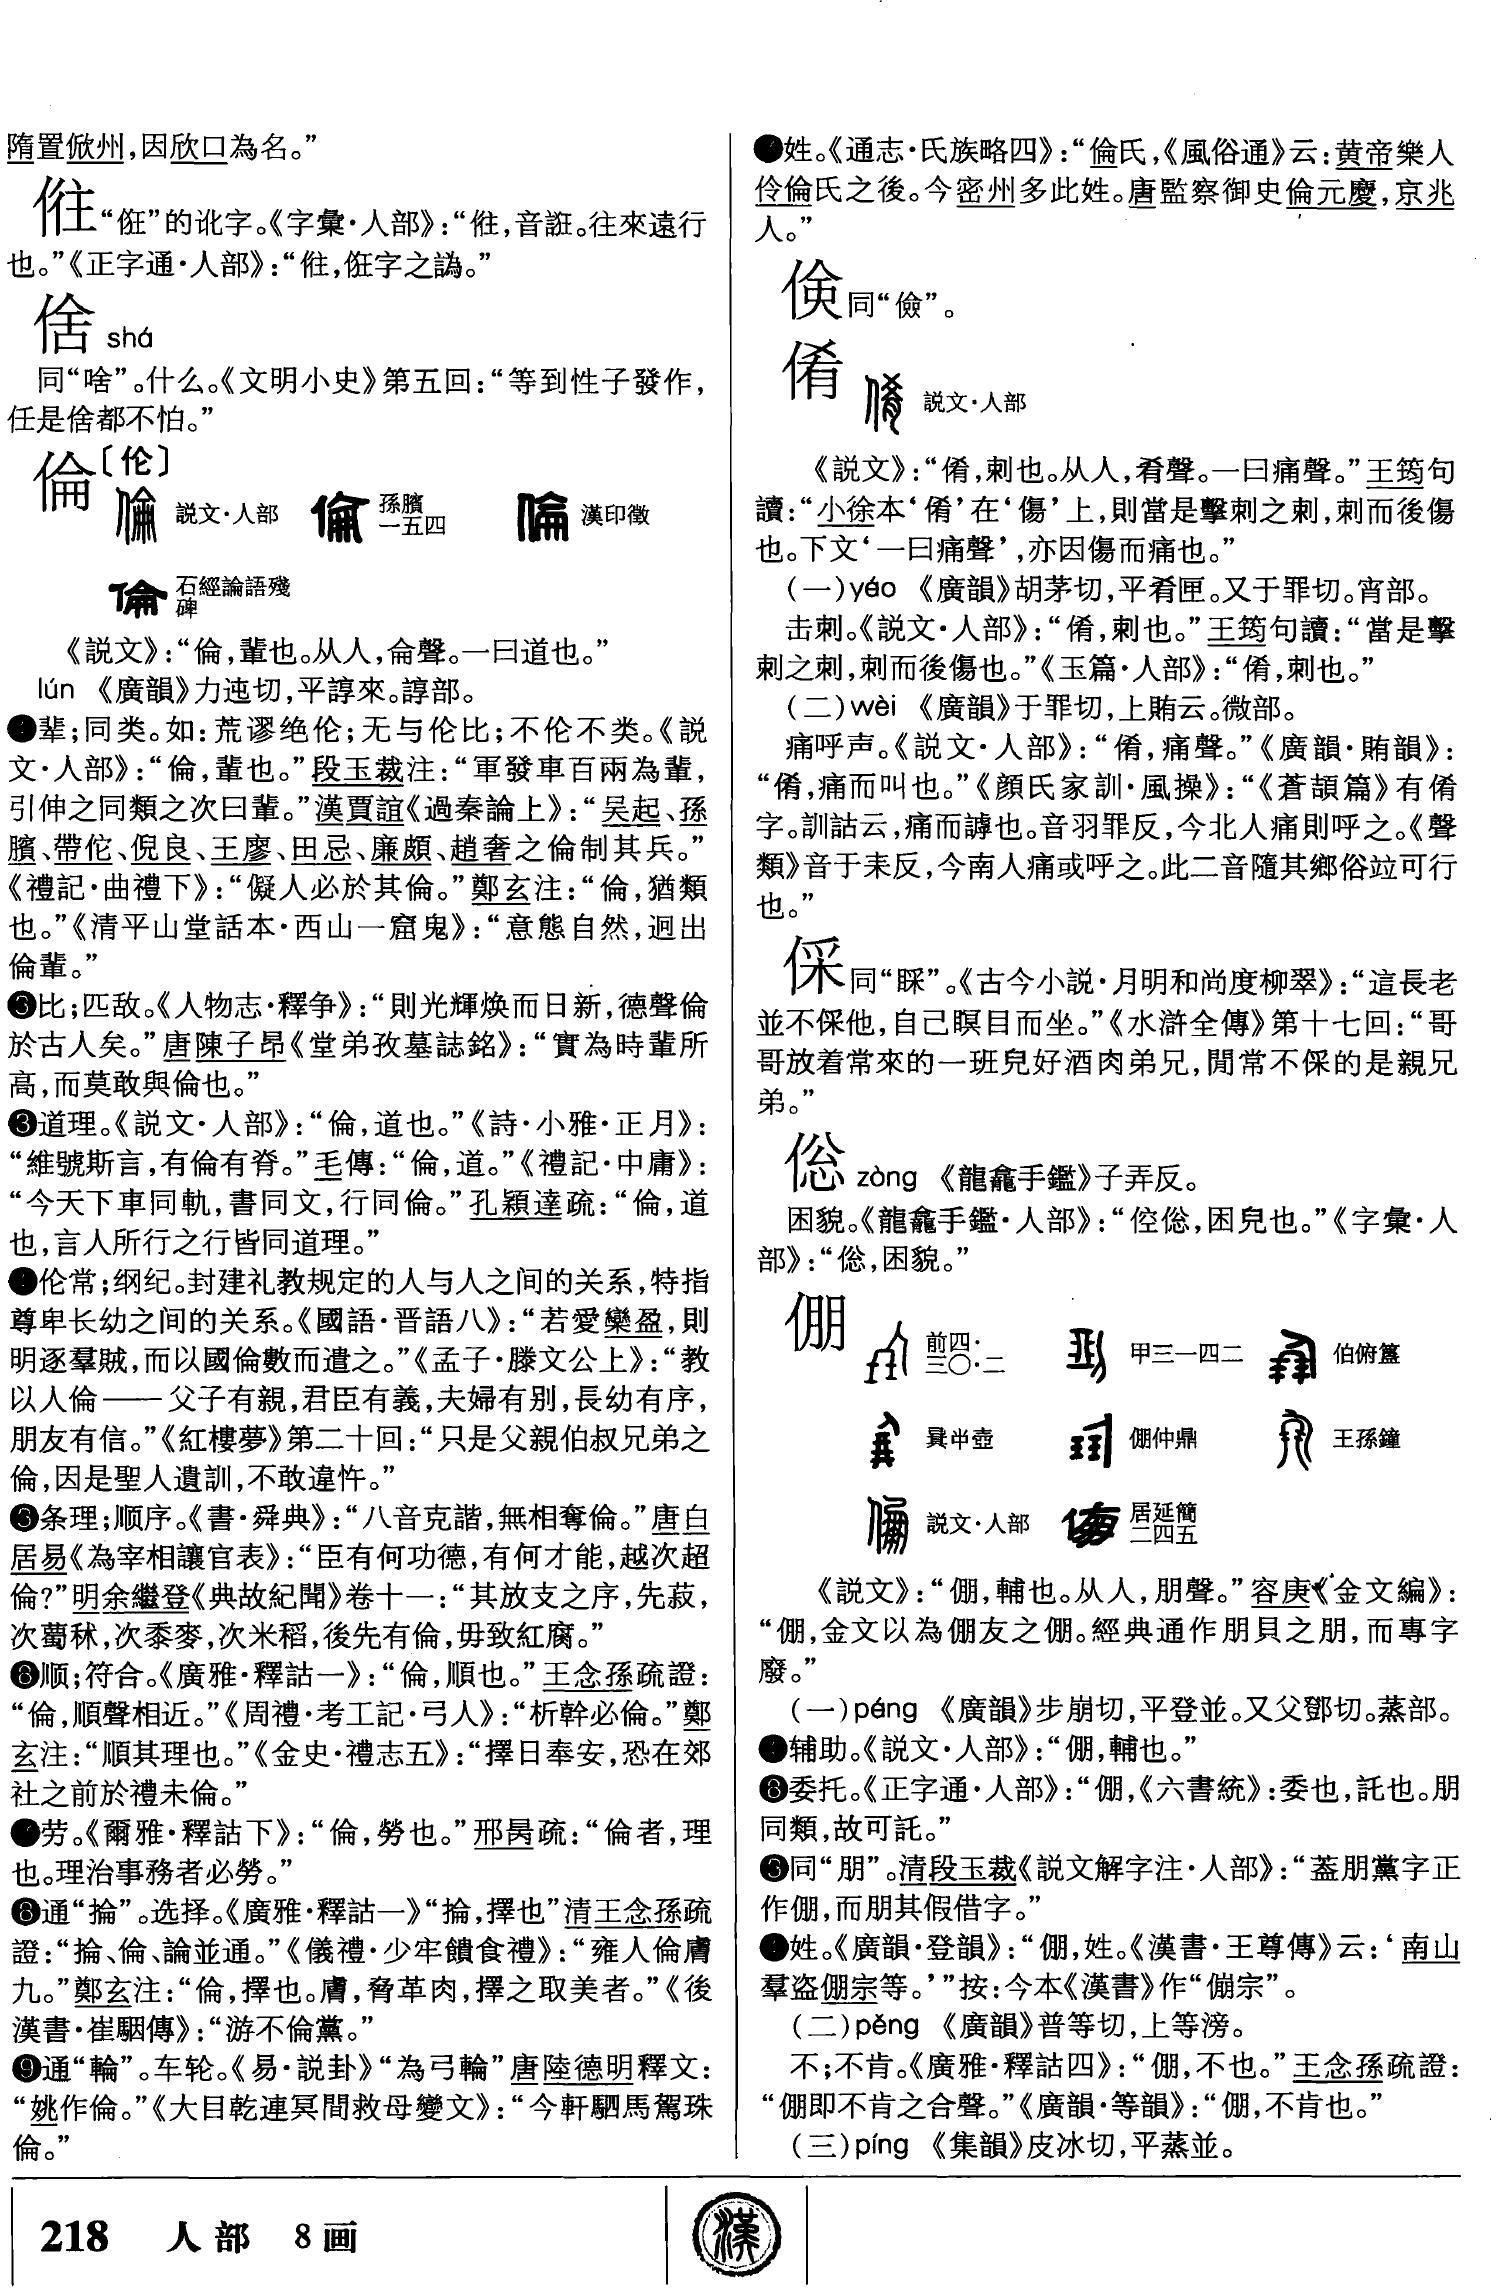 隋置俽州，因欣口為名。”
𠈹“俇”的讹字。《字彙·人部》：“𠈹，音誑。往來遠行
也。”《正字通·人部》：“𠈹，俇字之譌。”
倽 shá
同“啥”。什么。《文明小史》第五回：“等到性子發作，
任是倽都不怕。”
倫〔伦〕
説文·人部 孫臏一五四 漢印徵
石經論語殘碑
《説文》：“倫，輩也。从人，侖聲。一曰道也。”
lún 《廣韻》力迍切，平諄來。諄部。
辈；同类。如：荒谬绝伦；无与伦比；不伦不类。《説
文·人部》：“倫，輩也。”段玉裁注：“軍發車百兩為輩，
引伸之同類之次曰輩。”漢賈誼《過秦論上》：“吴起、孫
臏、帶佗、倪良、王廖、田忌、廉頗、趙奢之倫制其兵。”
《禮記·曲禮下》：“儗人必於其倫。”鄭玄注：“倫，猶類
也。”《清平山堂話本·西山一窟鬼》：“意態自然，迥出
倫輩。”
比；匹敌。《人物志·釋争》：“則光輝焕而日新，德聲倫
於古人矣。”唐陳子昂《堂弟孜墓誌銘》：“實為時輩所
高，而莫敢與倫也。”
❸道理。《説文·人部》：“倫，道也。”《詩·小雅·正月》：
“維號斯言，有倫有脊。”毛傳：“倫，道。”《禮記·中庸》：
“今天下車同軌，書同文，行同倫。”孔穎達疏：“倫，道
也，言人所行之行皆同道理。”
伦常；纲纪。封建礼教规定的人与人之间的关系，特指
尊卑长幼之间的关系。《國語·晋語八》：“若愛欒盈，則
明逐羣賊，而以國倫數而遣之。”《孟子·滕文公上》：“教
以人倫——父子有親，君臣有義，夫婦有别，長幼有序，
朋友有信。”《紅樓夢》第二十回：“只是父親伯叔兄弟之
倫，因是聖人遺訓，不敢違忤。”
条理；顺序。《書·舜典》：“八音克諧，無相奪倫。”唐白
居易《為宰相讓官表》：“臣有何功德，有何才能，越次超
倫？”明余繼登《典故紀聞》卷十一：“其放支之序，先菽，
次蔔秫，次黍麥，次米稻，後先有倫，毋致紅腐。”
顺；符合。《廣雅·釋詁一》：“倫，順也。”王念孫疏證：
“倫，順聲相近。”《周禮·考工記·弓人》：“析幹必倫。”鄭
玄注：“順其理也。”《金史·禮志五》：“擇日奉安，恐在郊
社之前於禮未倫。”
劳。《爾雅·釋詁下》：“倫，勞也。”邢昺疏：“倫者，理
也。理治事務者必勞。”
❽通“掄”。选择。《廣雅·釋詁一》“掄，擇也”清王念孫疏
證：“掄、倫、論並通。”《儀禮·少牢饋食禮》：“雍人倫膚
九。”鄭玄注：“倫，擇也。膚，脅革肉，擇之取美者。”《後
漢書·崔駰傳》：“游不倫黨。”
❾通“輪”。车轮。《易·説卦》“為弓輪”唐陸德明釋文：
“姚作倫。”《大目乾連冥間救母變文》：“今軒駟馬駕珠
倫。”
姓。《通志·氏族略四》：“倫氏，《風俗通》云：黄帝樂人
伶倫氏之後。今密州多此姓。唐監察御史倫元慶，京兆
人。”
倹同“儉”。
倄 説文·人部
《説文》：“倄，刺也。从人，肴聲。一曰痛聲。”王筠句
讀：“小徐本‘倄’在‘傷’上，則當是擊刺之刺，刺而後傷
也。下文‘一曰痛聲’，亦因傷而痛也。”
（一）yáo 《廣韻》胡茅切，平肴匣。又于罪切。宵部。
击刺。《説文·人部》：“倄，刺也。”王筠句讀：“當是擊
刺之刺，刺而後傷也。”《玉篇·人部》：“倄，刺也。”
（二）wèi 《廣韻》于罪切，上賄云。微部。
痛呼声。《説文·人部》：“倄，痛聲。”《廣韻·賄韻》：
“倄，痛而叫也。”《顔氏家訓·風操》：“《蒼頡篇》有倄
字。訓詁云，痛而謼也。音羽罪反，今北人痛則呼之。《聲
類》音于耒反，今南人痛或呼之。此二音隨其鄉俗竝可行
也。”
倸同“睬”。《古今小説·月明和尚度柳翠》：“這長老
並不倸他，自己瞑目而坐。”《水滸全傳》第十七回：“哥
哥放着常來的一班兒好酒肉弟兄，閒常不倸的是親兄
弟。”
倊 zòng 《龍龕手鑑》子弄反。
困貌。《龍龕手鑑·人部》：“倥倊，困皃也。”《字彙·人
部》：“倊，困貌。”
倗 前四·三〇·二 甲三一四二 伯俯簋
㠱屰壺 倗仲鼎 王孫鐘
説文·人部 居延簡二四五
《説文》：“倗，輔也。从人，朋聲。”容庚《金文編》：
“倗，金文以為倗友之倗。經典通作朋貝之朋，而專字
廢。”
（一）péng 《廣韻》步崩切，平登並。又父鄧切。蒸部。
辅助。《説文·人部》：“倗，輔也。”
委托。《正字通·人部》：“倗，《六書統》：委也，託也。朋
同類，故可託。”
❸同“朋”。清段玉裁《説文解字注·人部》：“葢朋黨字正
作倗，而朋其假借字。”
姓。《廣韻·登韻》：“倗，姓。《漢書·王尊傳》云：‘南山
羣盗倗宗等。’”按：今本《漢書》作“傰宗”。
（二）pěng 《廣韻》普等切，上等滂。
不；不肯。《廣雅·釋詁四》：“倗，不也。”王念孫疏證：
“倗即不肯之合聲。”《廣韻·等韻》：“倗，不肯也。”
（三）píng 《集韻》皮冰切，平蒸並。
218 人部 8画
漢